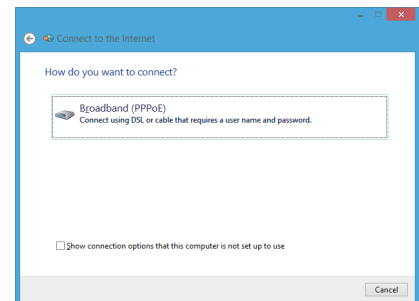 Connect to the Internet
How do you want to connect?
Broadband (PPPoE)
Connect using DSL or cable that requires a user name and password.
Show connection options that this computer is not set up to use
Cancel